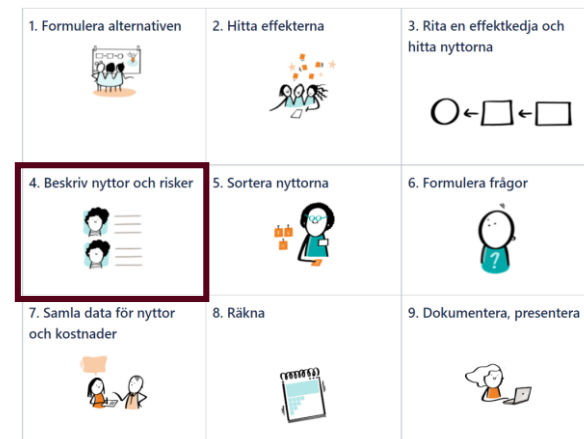 1. Formulera alternativen
2. Hitta effekterna
3. Rita en effektkedja och
hitta nyttorna
4. Beskriv nyttor och risker
5. Sortera nyttorna
6. Formulera frågor
?
7. Samla data för nyttor
och kostnader
8. Räkna
9. Dokumentera, presentera